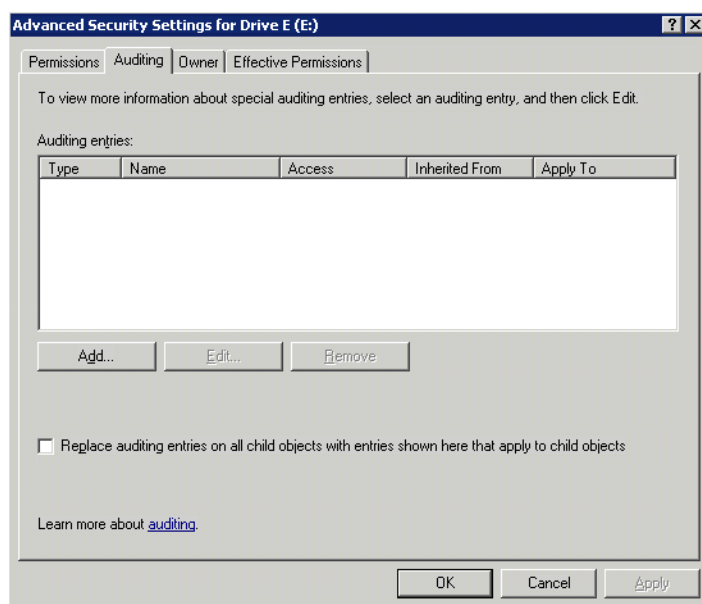 Advanced Security Settings for Drive E (E:)
Permissions Auditing Owner Effective Permissions
To view more information about special auditing entries, select an auditing entry, and then click Edit.
Auditing entries:
Type Name Access Inherited From Apply To
Add... Edit... Remove
Replace auditing entries on all child objects with entries shown here that apply to child objects
Learn more about auditing.
OK Cancel Apply